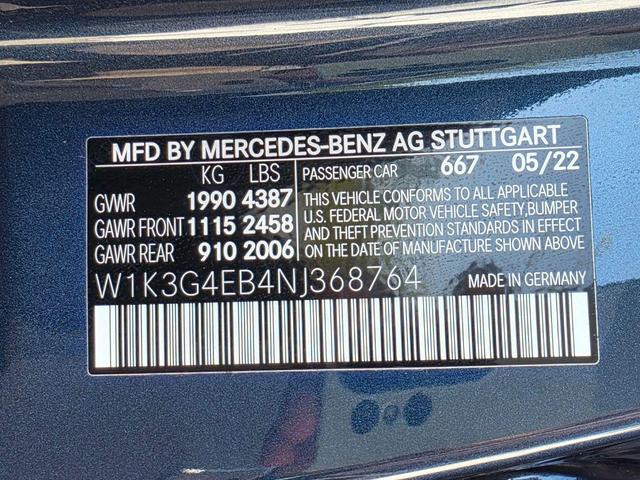 MFD BY MERCEDES-BENZ AG STUTTGART
KG LBS PASSENGER CAR 667 05/22
GWR 1990 4387
GAWR FRONT 1115 2458
GAWR REAR 910 2006
THIS VEHICLE CONFORMS TO ALL APPLICABLE
U.S. FEDERAL MOTOR VEHICLE SAFETY, BUMPER
AND THEFT PREVENTION STANDARDS IN EFFECT
ON THE DATE OF MANUFACTURE SHOWN ABOVE
W1K3G4EB4NJ368764 MADE IN GERMANY